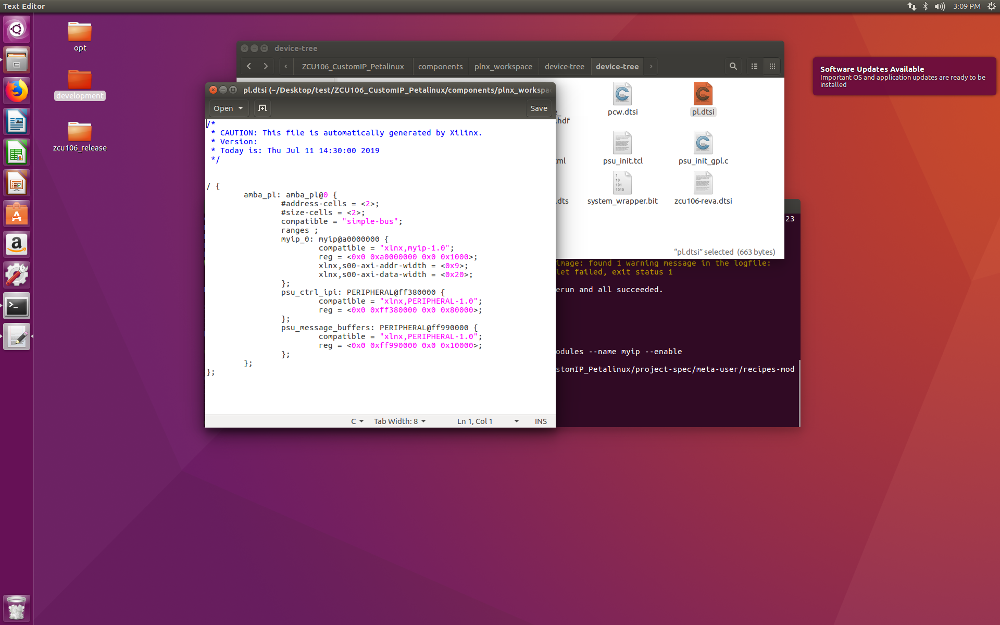 Text Editor
3:09 PM
opt
development
zcu106_release
device-tree
ZCU106_CustomIP_Petalinux
components
plnx_workspace
device-tree
device-tree
Software Updates Available
Important OS and application updates are ready to be
installed
pl.dtsi (~/Desktop/test/ZCU106_CustomIP_Petalinux/components/plnx_workspa
Open
Save
/*
 * CAUTION: This file is automatically generated by Xilinx.
 * Version:
 * Today is: Thu Jul 11 14:30:00 2019
 */
/ {
        amba_pl: amba_pl@0 {
                #address-cells = <2>;
                #size-cells = <2>;
                compatible = "simple-bus";
                ranges ;
                myip_0: myip@a0000000 {
                        compatible = "xlnx,myip-1.0";
                        reg = <0x0 0xa0000000 0x0 0x1000>;
                        xlnx,s00-axi-addr-width = <0x9>;
                        xlnx,s00-axi-data-width = <0x20>;
                };
                psu_ctrl_ipi: PERIPHERAL@ff380000 {
                        compatible = "xlnx,PERIPHERAL-1.0";
                        reg = <0x0 0xff380000 0x0 0x80000>;
                };
                psu_message_buffers: PERIPHERAL@ff990000 {
                        compatible = "xlnx,PERIPHERAL-1.0";
                        reg = <0x0 0xff990000 0x0 0x10000>;
                };
        };
};
C
Tab Width: 8
Ln 1, Col 1
INS
e_
.hdf
pcw.dtsi
pl.dtsi
tml
psu_init.tcl
psu_init_gpl.c
.dts
system_wrapper.bit
zcu106-reva.dtsi
"pl.dtsi" selected (663 bytes)
23
image: found 1 warning message in the logfile:
let failed, exit status 1
erun and all succeeded.
odules --name myip --enable
stomIP_Petalinux/project-spec/meta-user/recipes-mod